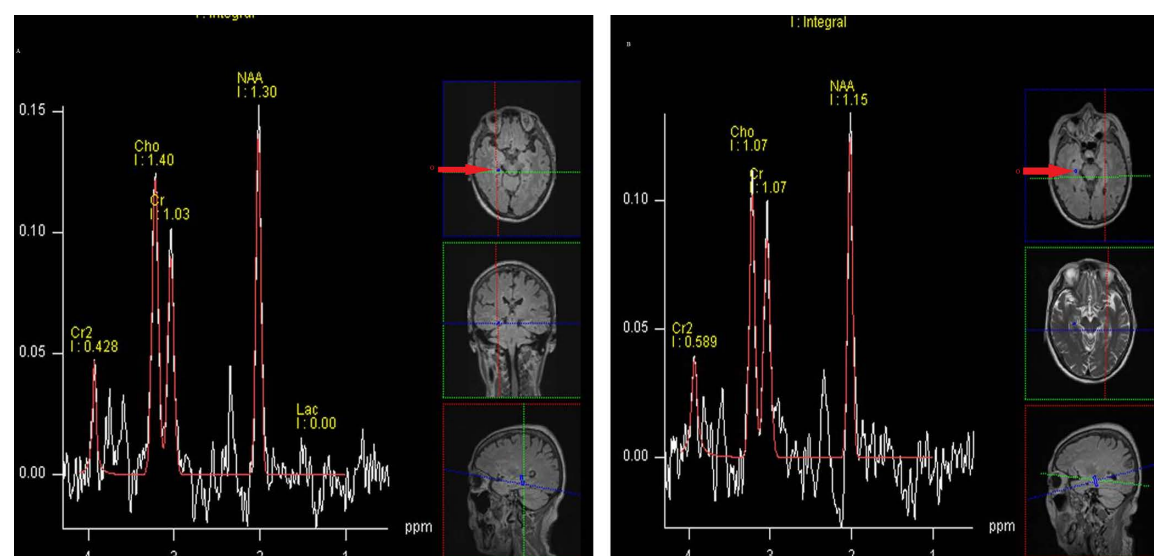 I : Integral
A
NAA
I : 1.30
0.15
Cho
I : 1.40
Cr
I : 1.03
0.10
Cr2
I : 0.428
0.05
Lac
I : 0.00
0.00
ppm
4
3
2
1
I : Integral
B
NAA
I : 1.15
Cho
I : 1.07
Cr
I : 1.07
0.10
Cr2
I : 0.589
0.05
0.00
ppm
4
3
2
1